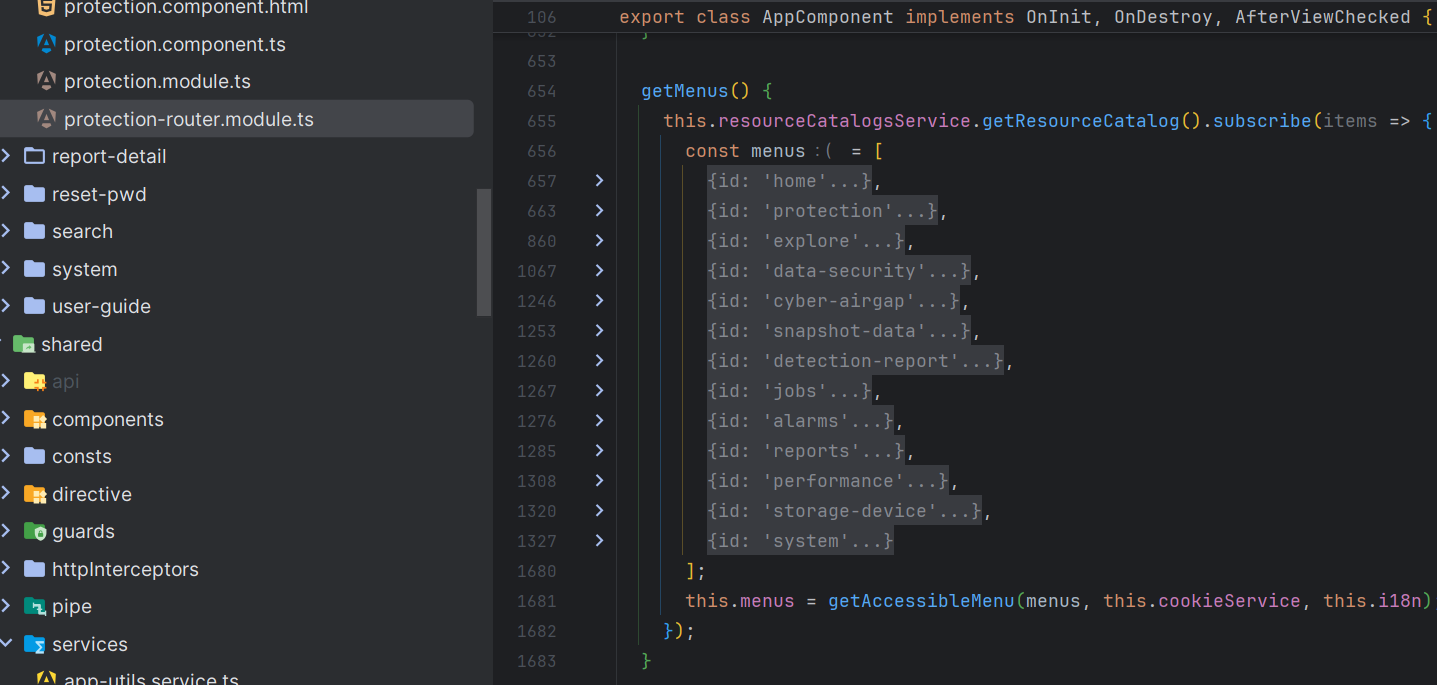 protection.component.html
protection.component.ts
protection.module.ts
protection-router.module.ts
report-detail
reset-pwd
search
system
user-guide
shared
api
components
consts
directive
guards
httpInterceptors
pipe
services
app-utils.service.ts
106 export class AppComponent implements OnInit, OnDestroy, AfterViewChecked {
652 }
653
654 getMenus() {
655 this.resourceCatalogsService.getResourceCatalog().subscribe(items => {
656 const menus :( = [
657 {id: 'home'...},
663 {id: 'protection'...},
860 {id: 'explore'...},
1067 {id: 'data-security'...},
1246 {id: 'cyber-airgap'...},
1253 {id: 'snapshot-data'...},
1260 {id: 'detection-report'...},
1267 {id: 'jobs'...},
1276 {id: 'alarms'...},
1285 {id: 'reports'...},
1308 {id: 'performance'...},
1320 {id: 'storage-device'...},
1327 {id: 'system'...}
1680 ];
1681 this.menus = getAccessibleMenu(menus, this.cookieService, this.i18n)
1682 });
1683 }